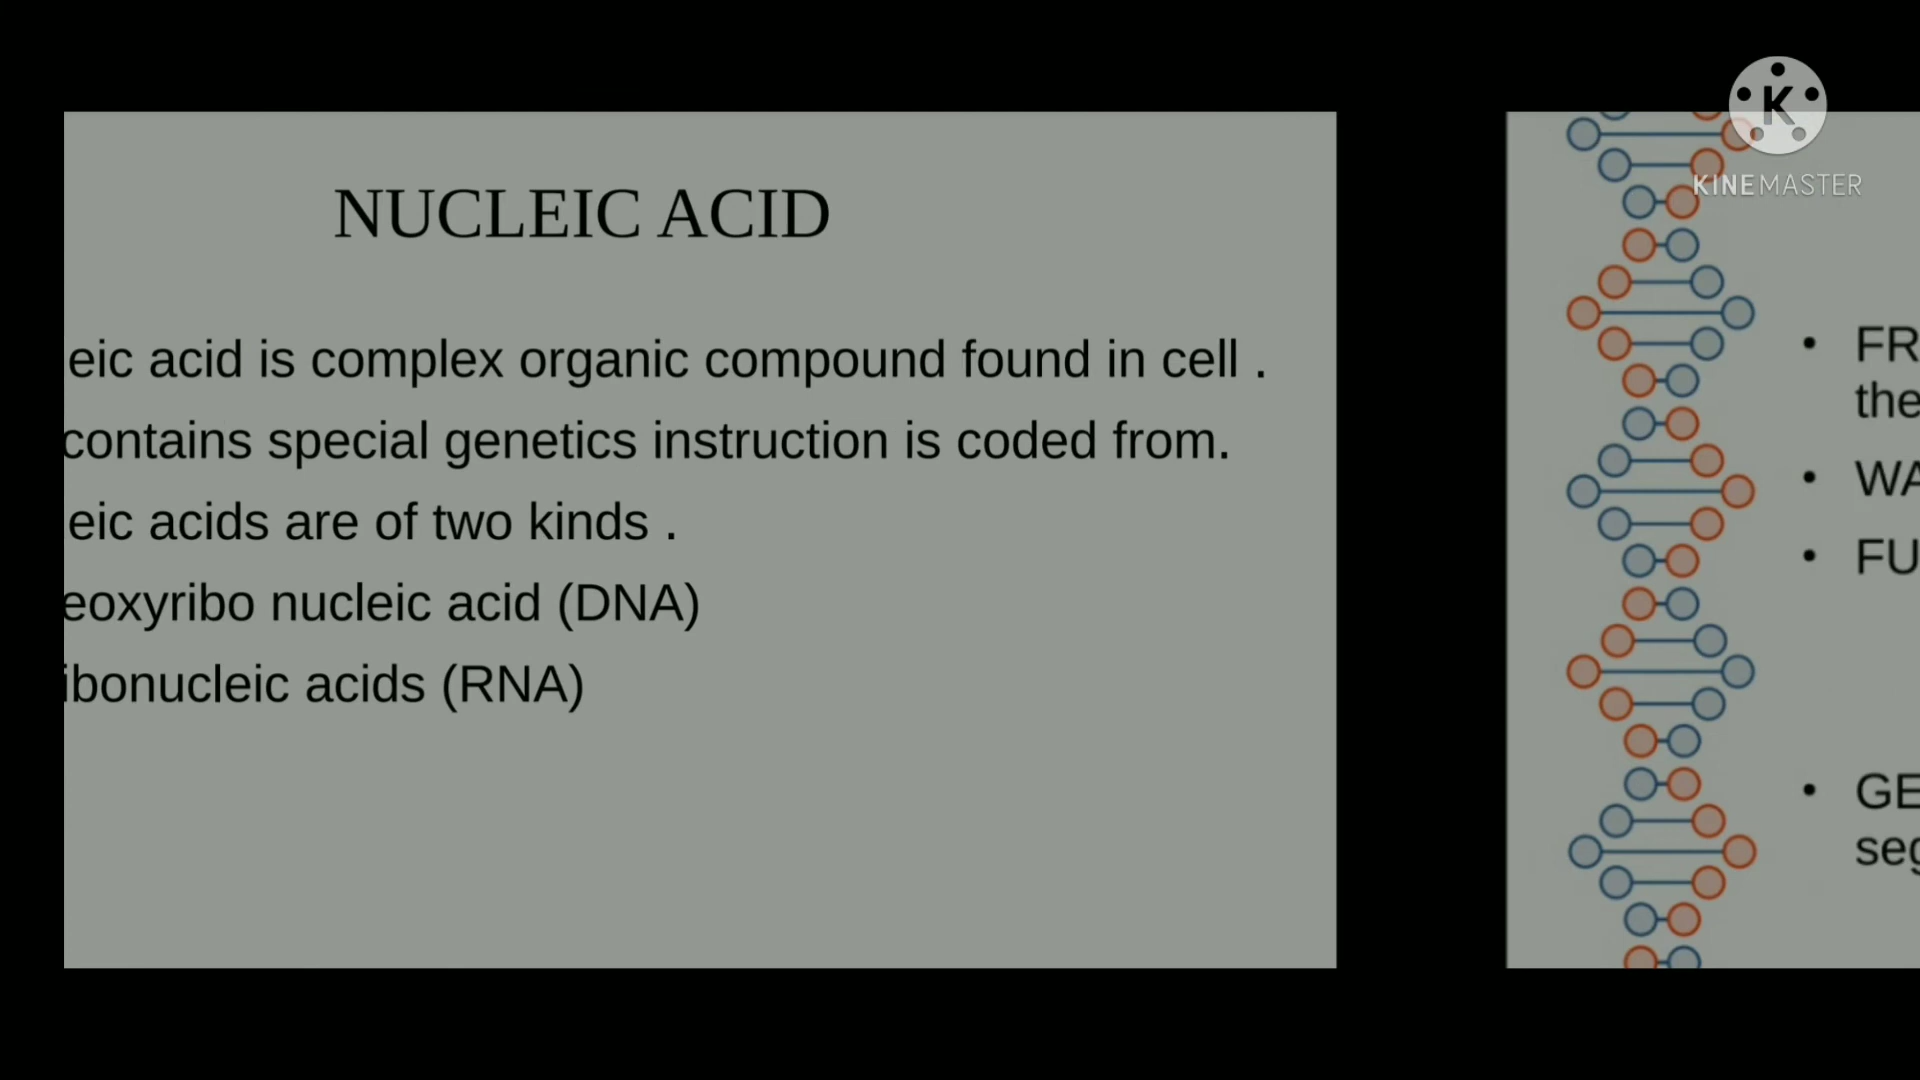 NUCLEIC ACID
eic acid is complex organic compound found in cell .
contains special genetics instruction is coded from.
eic acids are of two kinds .
eoxyribo nucleic acid (DNA)
ibonucleic acids (RNA)
K
KINEMASTER
• FR
the
• WA
• FU
• GE
seg